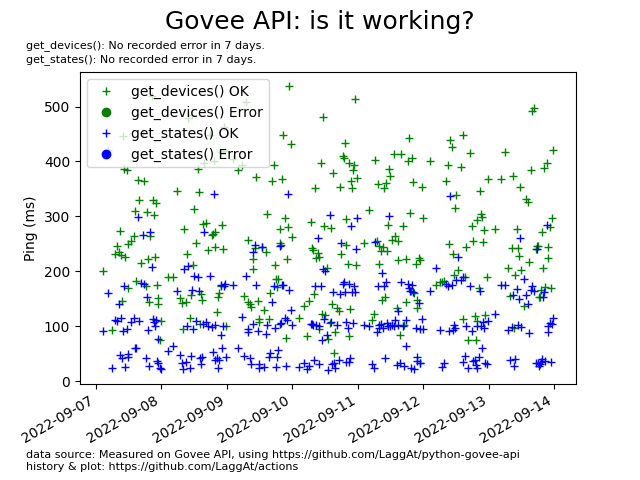 Govee API: is it working?
get_devices(): No recorded error in 7 days.
get_states(): No recorded error in 7 days.
get_devices() OK
get_devices() Error
get_states() OK
get_states() Error
Ping (ms)
500
400
300
200
100
0
2022-09-07
2022-09-08
2022-09-09
2022-09-10
2022-09-11
2022-09-12
2022-09-13
2022-09-14
data source: Measured on Govee API, using https://github.com/LaggAt/python-govee-api
history & plot: https://github.com/LaggAt/actions